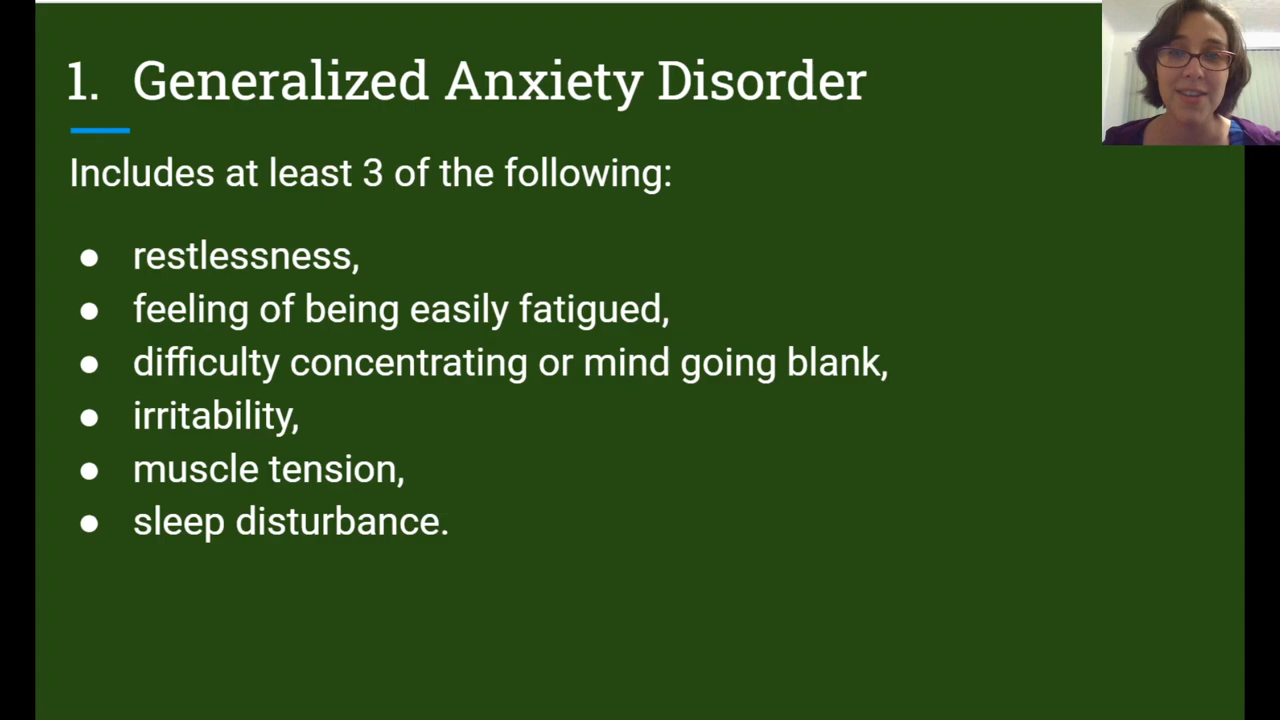 1. Generalized Anxiety Disorder
Includes at least 3 of the following:
● restlessness,
● feeling of being easily fatigued,
● difficulty concentrating or mind going blank,
● irritability,
● muscle tension,
● sleep disturbance.